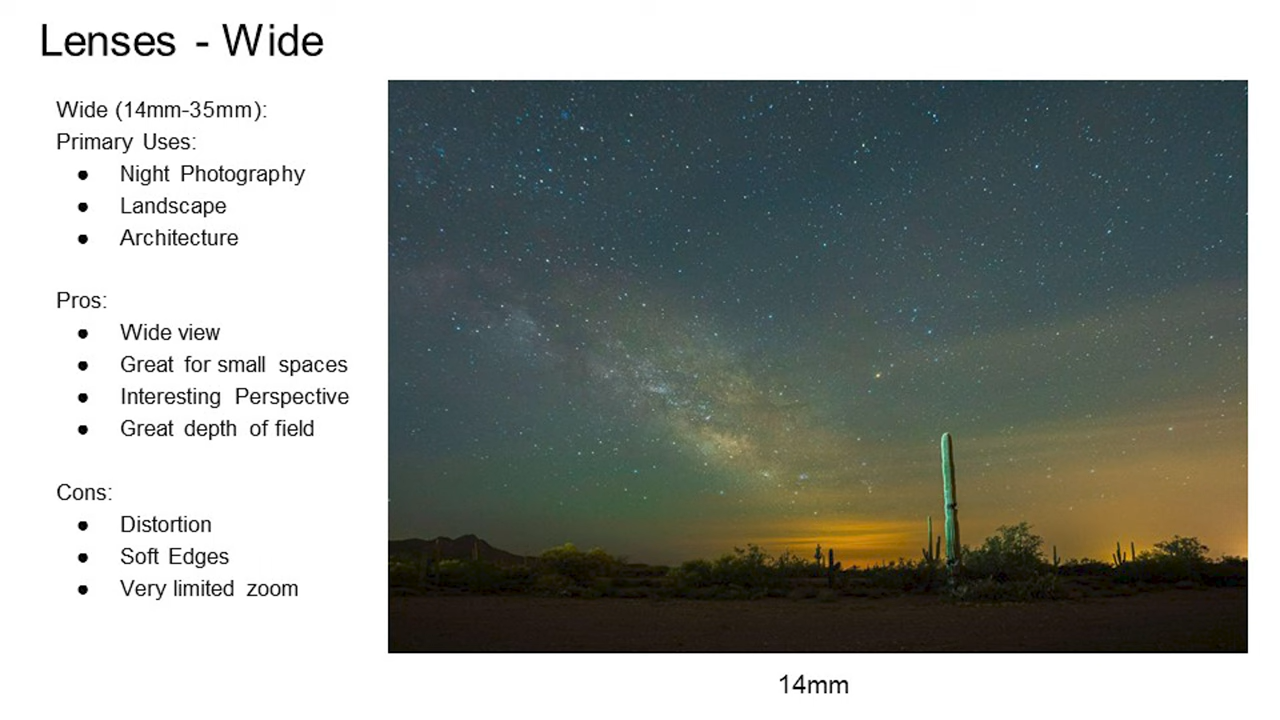 Lenses - Wide
Wide (14mm-35mm):
Primary Uses:
● Night Photography
● Landscape
● Architecture
Pros:
● Wide view
● Great for small spaces
● Interesting Perspective
● Great depth of field
Cons:
● Distortion
● Soft Edges
● Very limited zoom
14mm